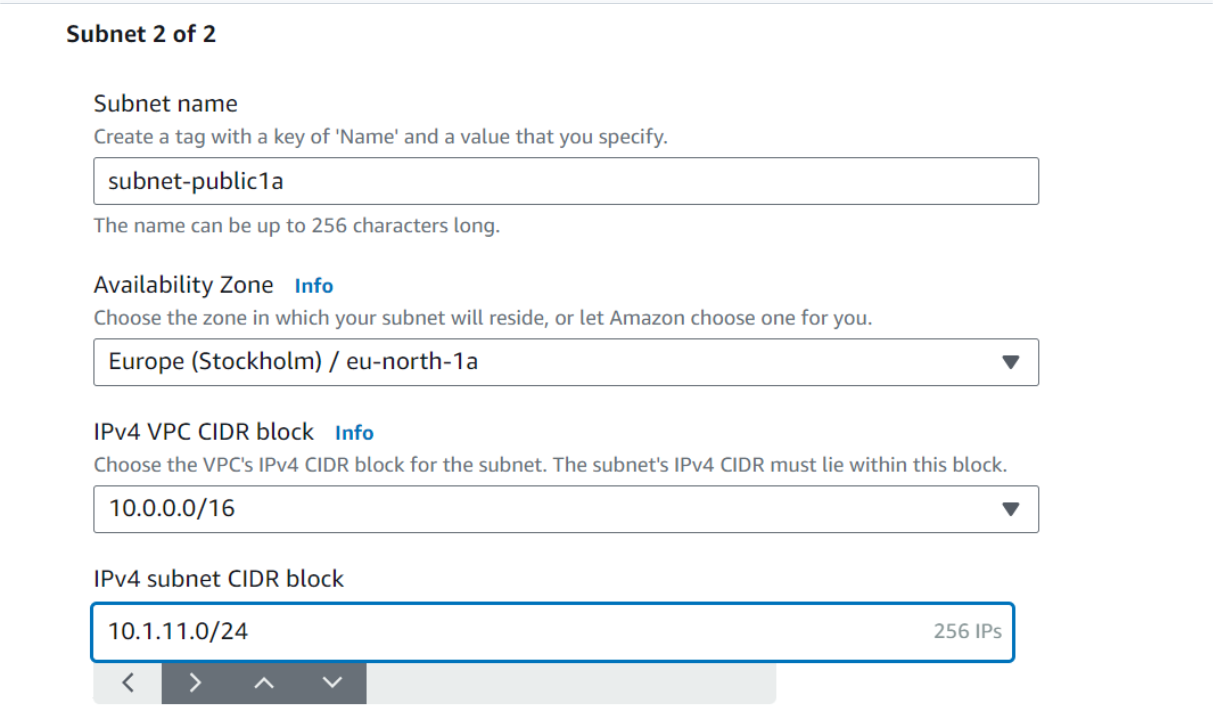 Subnet 2 of 2
Subnet name
Create a tag with a key of 'Name' and a value that you specify.
subnet-public1a
The name can be up to 256 characters long.
Availability Zone Info
Choose the zone in which your subnet will reside, or let Amazon choose one for you.
Europe (Stockholm) / eu-north-1a
IPv4 VPC CIDR block Info
Choose the VPC's IPv4 CIDR block for the subnet. The subnet's IPv4 CIDR must lie within this block.
10.0.0.0/16
IPv4 subnet CIDR block
10.1.11.0/24 256 IPs